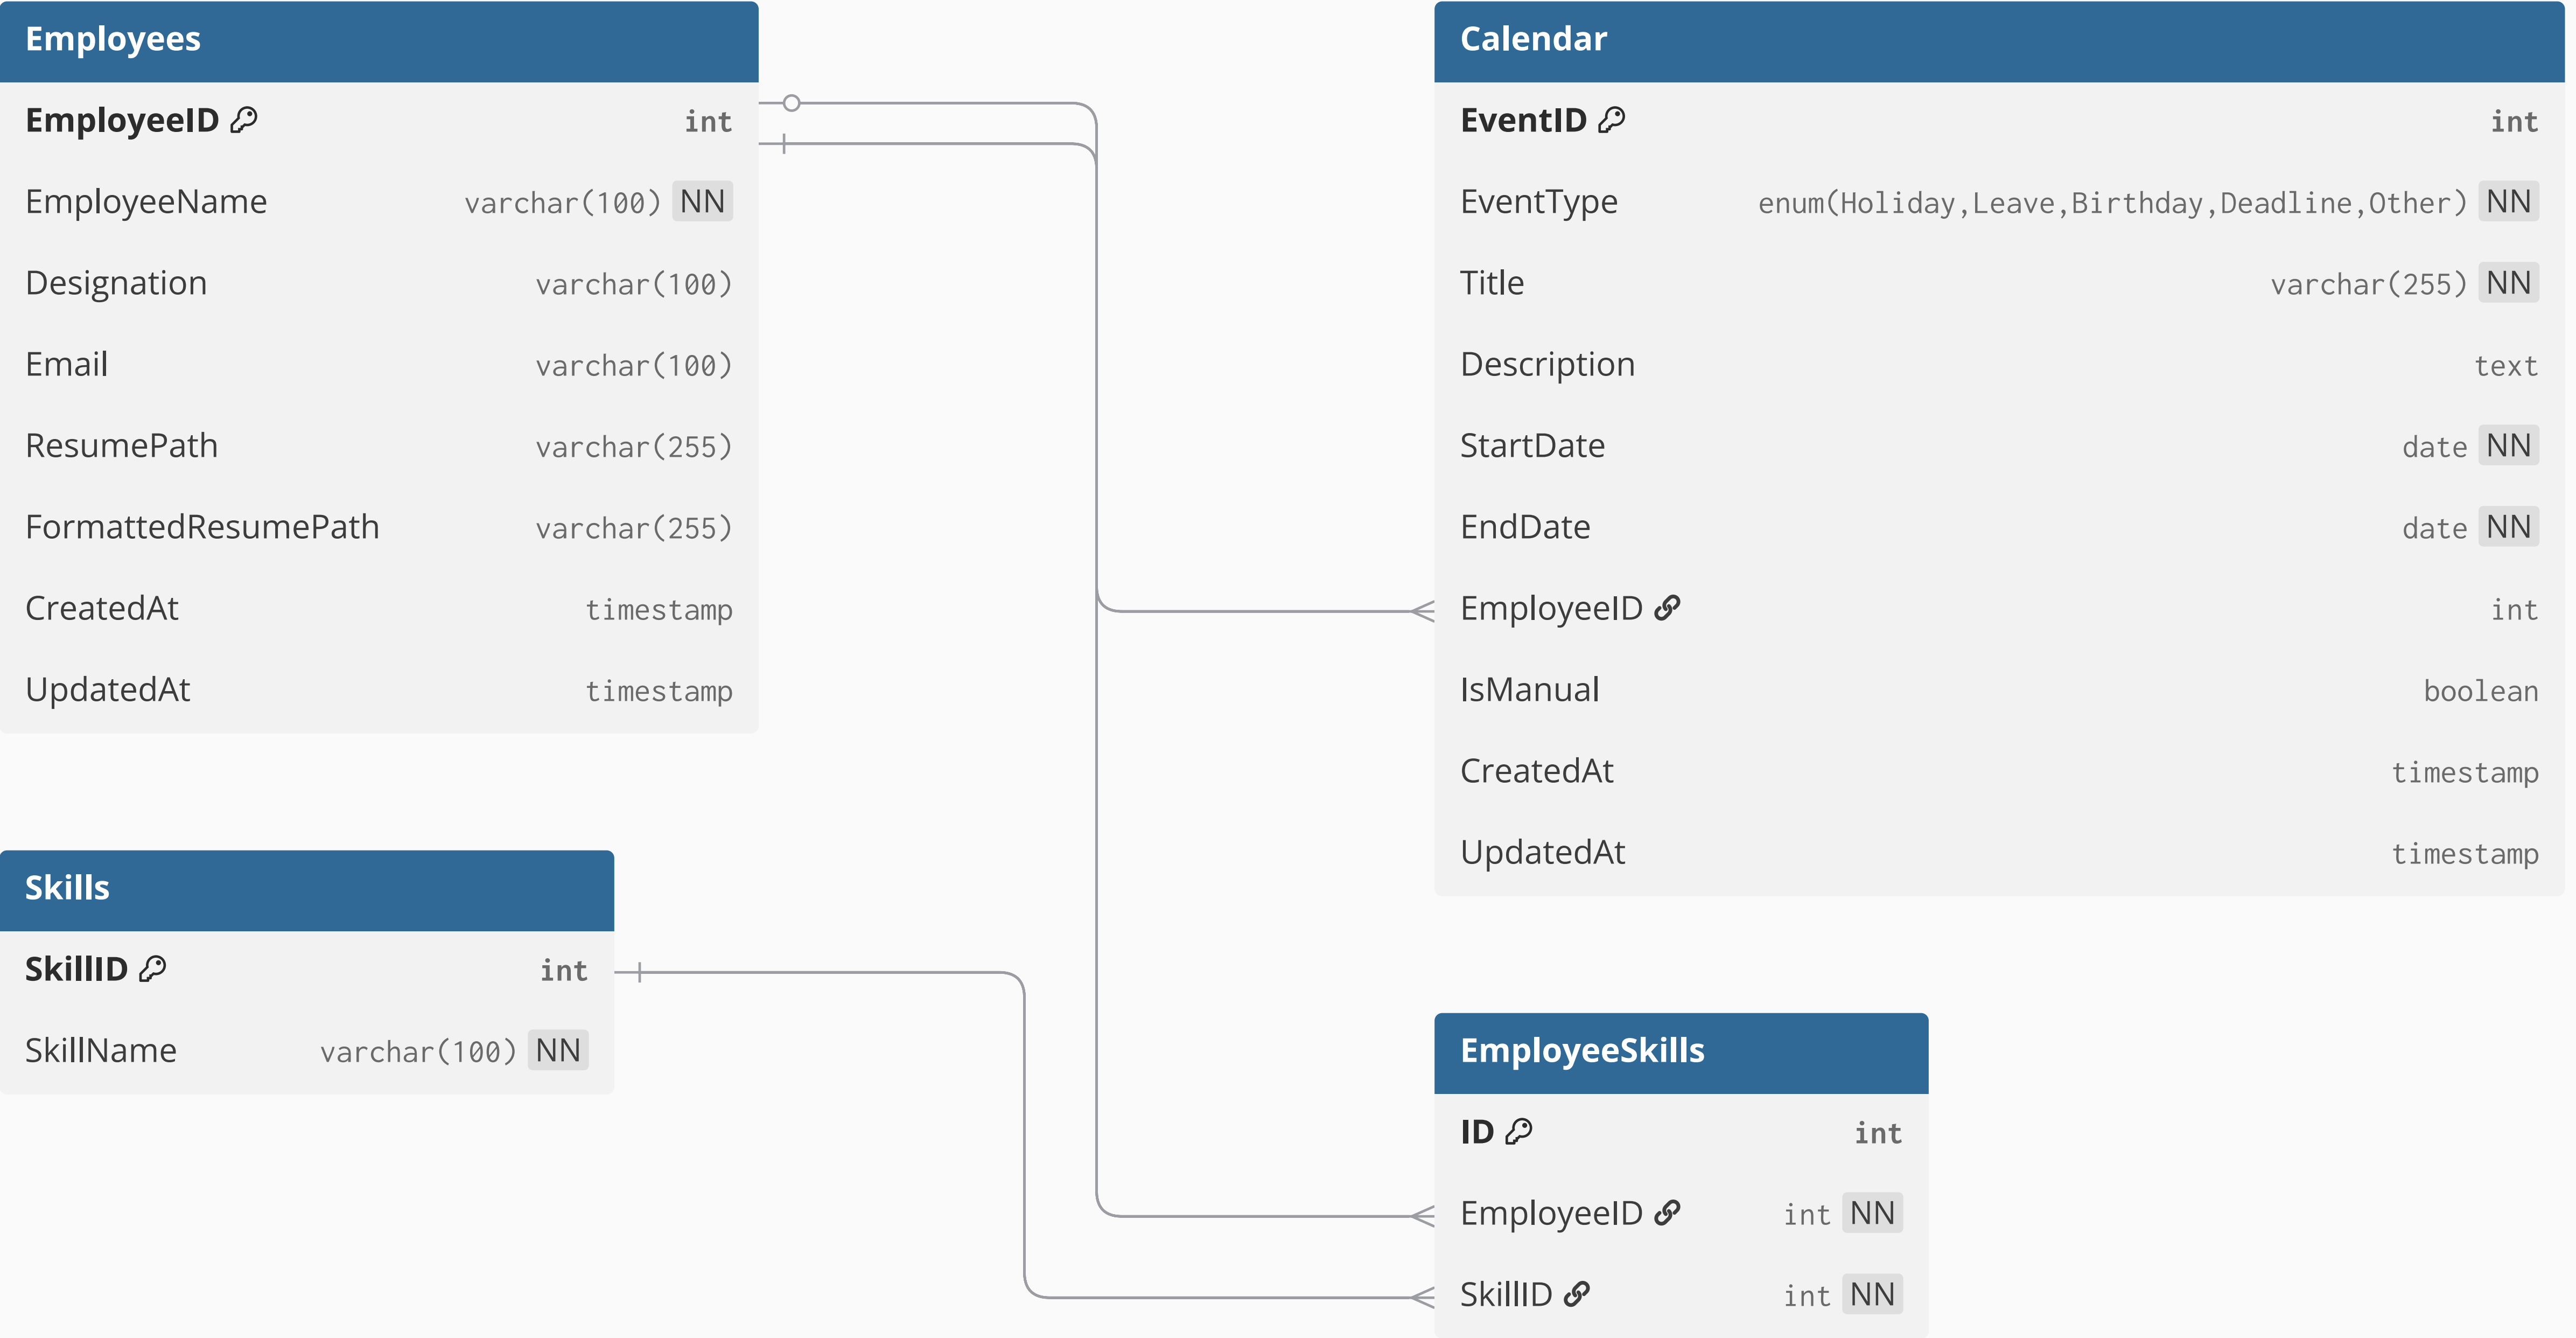 Employees
EmployeeID int
EmployeeName varchar(100) NN
Designation varchar(100)
Email varchar(100)
ResumePath varchar(255)
FormattedResumePath varchar(255)
CreatedAt timestamp
UpdatedAt timestamp
Calendar
EventID int
EventType enum(Holiday,Leave,Birthday,Deadline,Other) NN
Title varchar(255) NN
Description text
StartDate date NN
EndDate date NN
EmployeeID int
IsManual boolean
CreatedAt timestamp
UpdatedAt timestamp
Skills
SkillID int
SkillName varchar(100) NN
EmployeeSkills
ID int
EmployeeID int NN
SkillID int NN